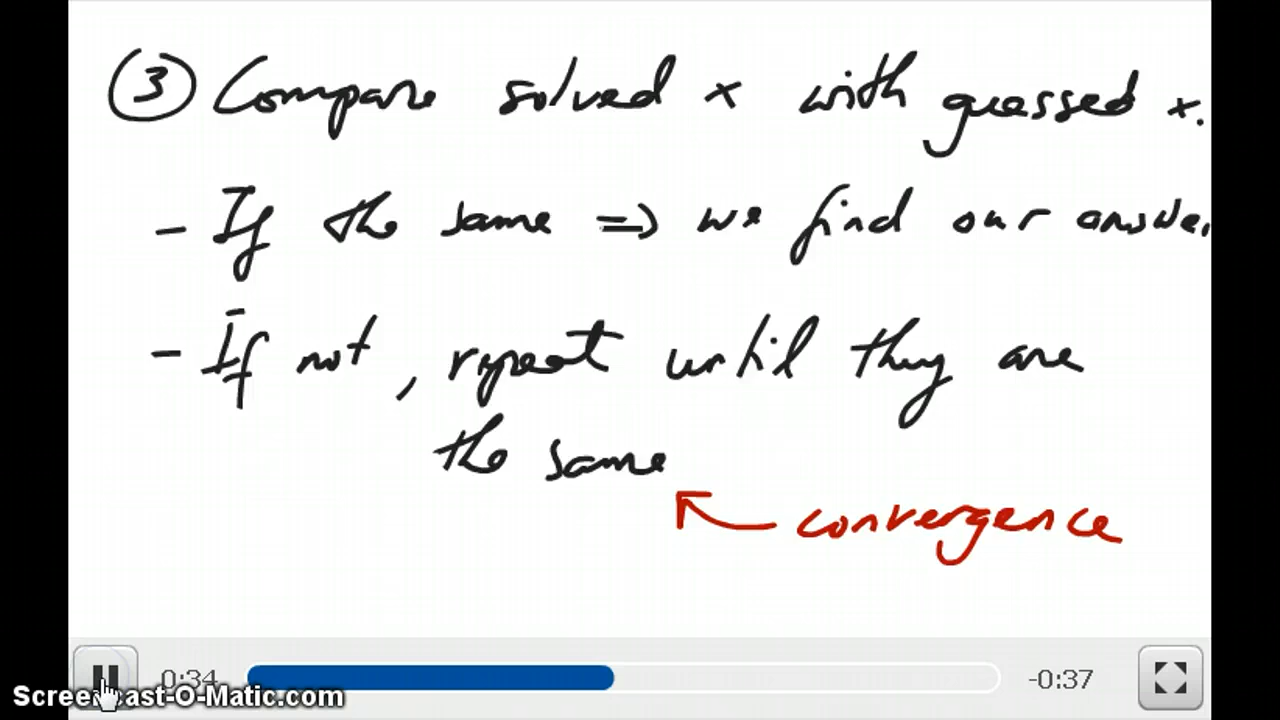 ③ Compare solved x with guessed x.
- If the same ⇒ we find our answer
- If not, repeat until they are
the same
convergence
0:34
-0:37
Screencast-O-Matic.com